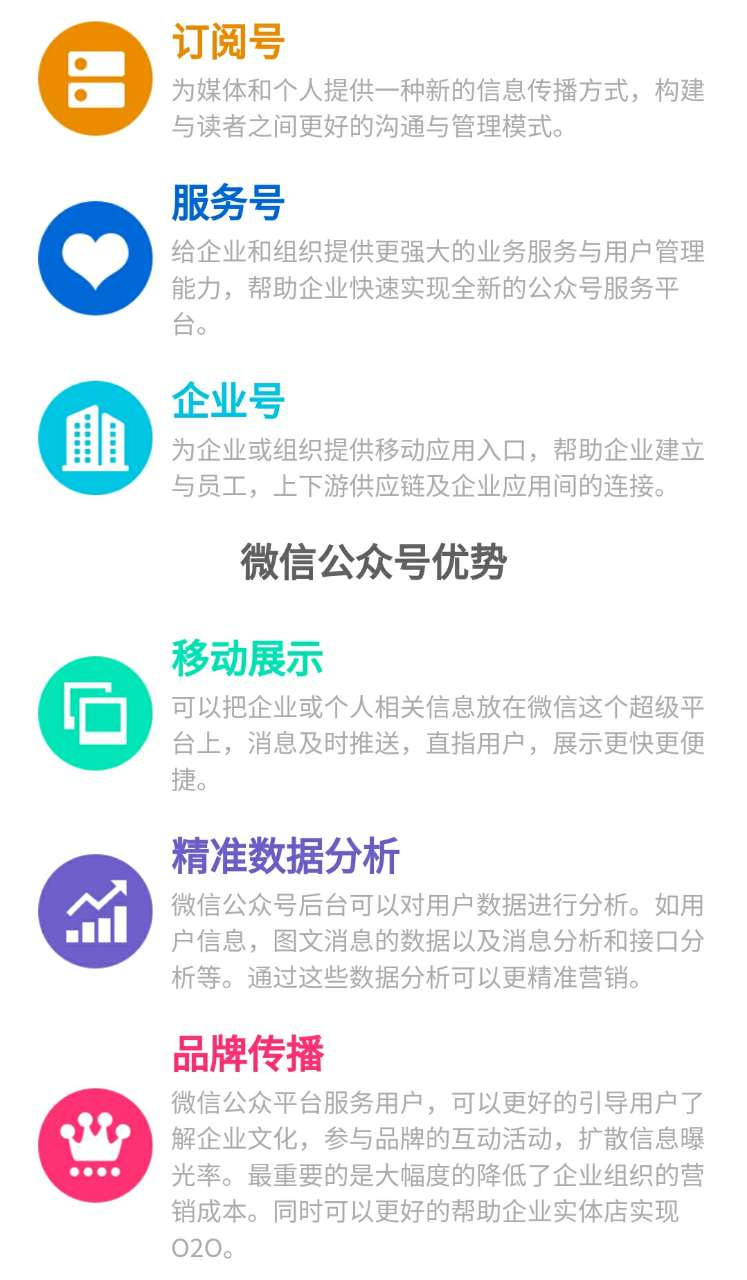 订阅号
为媒体和个人提供一种新的信息传播方式，构建
与读者之间更好的沟通与管理模式。
服务号
给企业和组织提供更强大的业务服务与用户管理
能力，帮助企业快速实现全新的公众号服务平
台。
企业号
为企业或组织提供移动应用入口，帮助企业建立
与员工，上下游供应链及企业应用间的连接。
微信公众号优势
移动展示
可以把企业或个人相关信息放在微信这个超级平
台上，消息及时推送，直指用户，展示更快更便
捷。
精准数据分析
微信公众号后台可以对用户数据进行分析。如用
户信息，图文消息的数据以及消息分析和接口分
析等。通过这些数据分析可以更精准营销。
品牌传播
微信公众平台服务用户，可以更好的引导用户了
解企业文化，参与品牌的互动活动，扩散信息曝
光率。最重要的是大幅度的降低了企业组织的营
销成本。同时可以更好的帮助企业实体店实现
O2O。